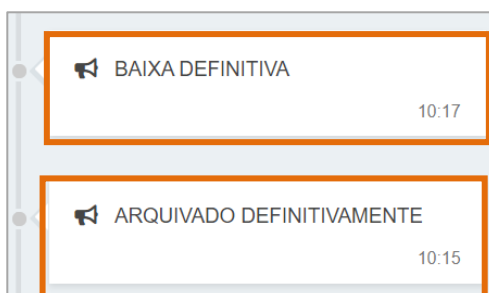 BAIXA DEFINITIVA
10:17
ARQUIVADO DEFINITIVAMENTE
10:15